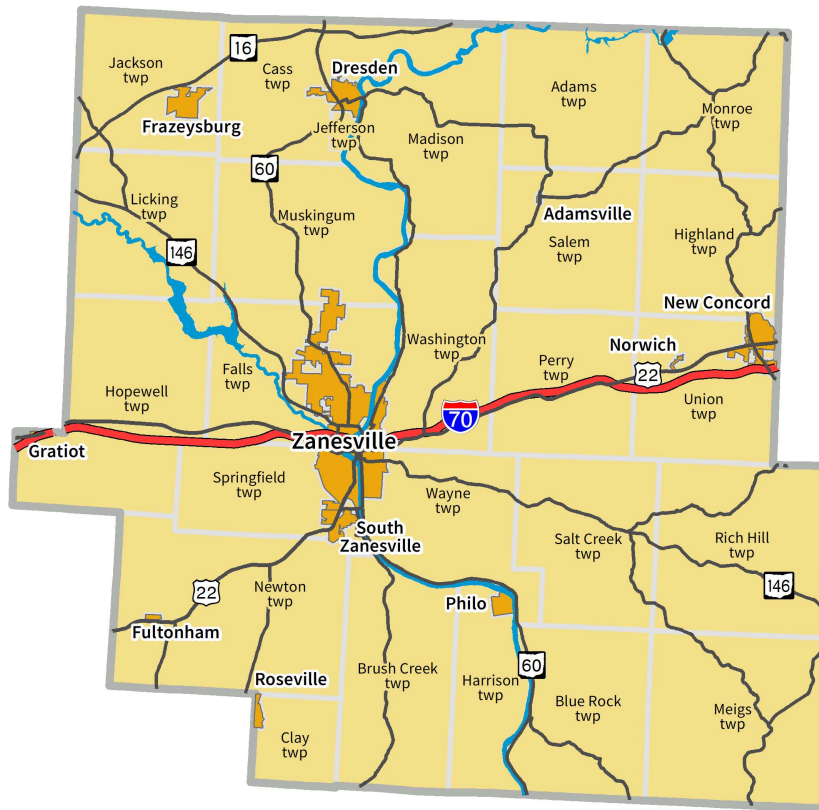 Jackson
twp
16
Cass
twp
Dresden
Adams
twp
Monroe
twp
Frazeysburg
Jefferson
twp
Madison
twp
60
Licking
twp
Muskingum
twp
Adamsville
Salem
twp
Highland
twp
146
New Concord
Washington
twp
Norwich
Falls
twp
Perry
twp
22
Hopewell
twp
Union
twp
70
Zanesville
Gratiot
Springfield
twp
Wayne
twp
South
Zanesville
Salt Creek
twp
Rich Hill
twp
22
Newton
twp
146
Philo
Fultonham
Roseville
Brush Creek
twp
60
Harrison
twp
Blue Rock
twp
Meigs
twp
Clay
twp